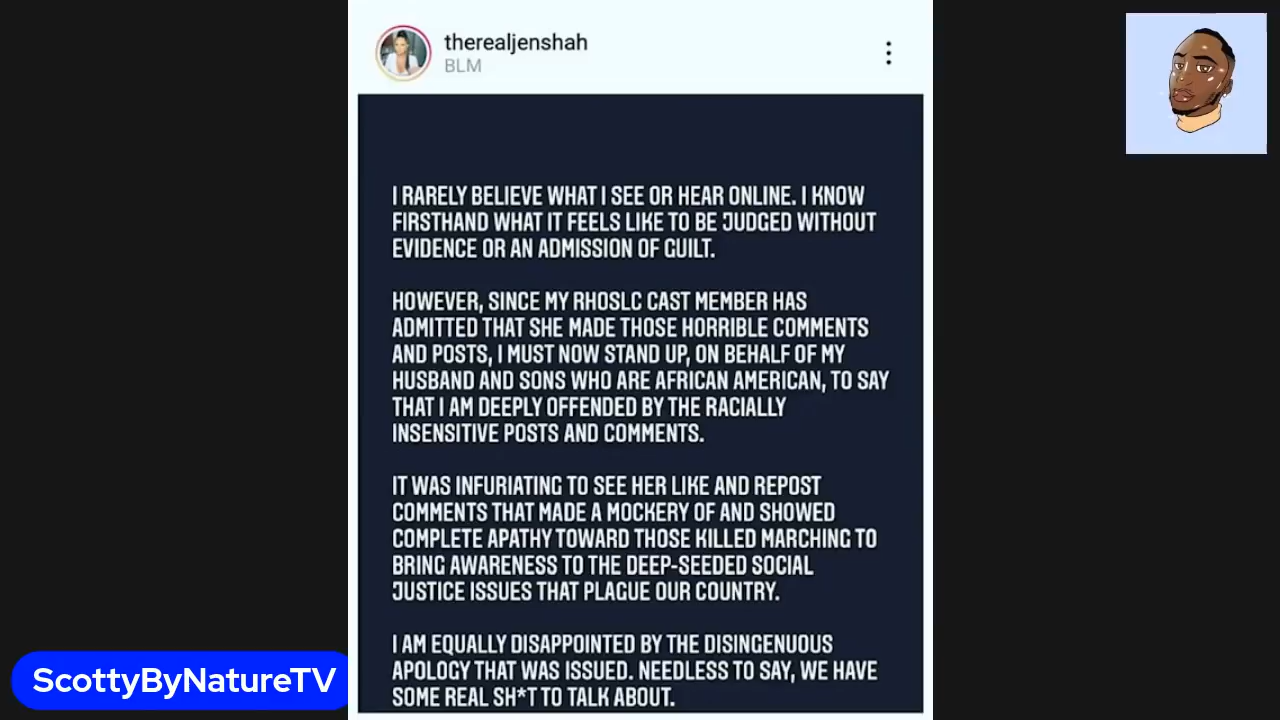 therealjenshah
BLM
I RARELY BELIEVE WHAT I SEE OR HEAR ONLINE. I KNOW
FIRSTHAND WHAT IT FEELS LIKE TO BE JUDGED WITHOUT
EVIDENCE OR AN ADMISSION OF GUILT.
HOWEVER, SINCE MY RHOSLC CAST MEMBER HAS
ADMITTED THAT SHE MADE THOSE HORRIBLE COMMENTS
AND POSTS, I MUST NOW STAND UP, ON BEHALF OF MY
HUSBAND AND SONS WHO ARE AFRICAN AMERICAN, TO SAY
THAT I AM DEEPLY OFFENDED BY THE RACIALLY
INSENSITIVE POSTS AND COMMENTS.
IT WAS INFURIATING TO SEE HER LIKE AND REPOST
COMMENTS THAT MADE A MOCKERY OF AND SHOWED
COMPLETE APATHY TOWARD THOSE KILLED MARCHING TO
BRING AWARENESS TO THE DEEP-SEEDED SOCIAL
JUSTICE ISSUES THAT PLAGUE OUR COUNTRY.
I AM EQUALLY DISAPPOINTED BY THE DISINGENUOUS
APOLOGY THAT WAS ISSUED. NEEDLESS TO SAY, WE HAVE
SOME REAL SH*T TO TALK ABOUT.
ScottyByNatureTV